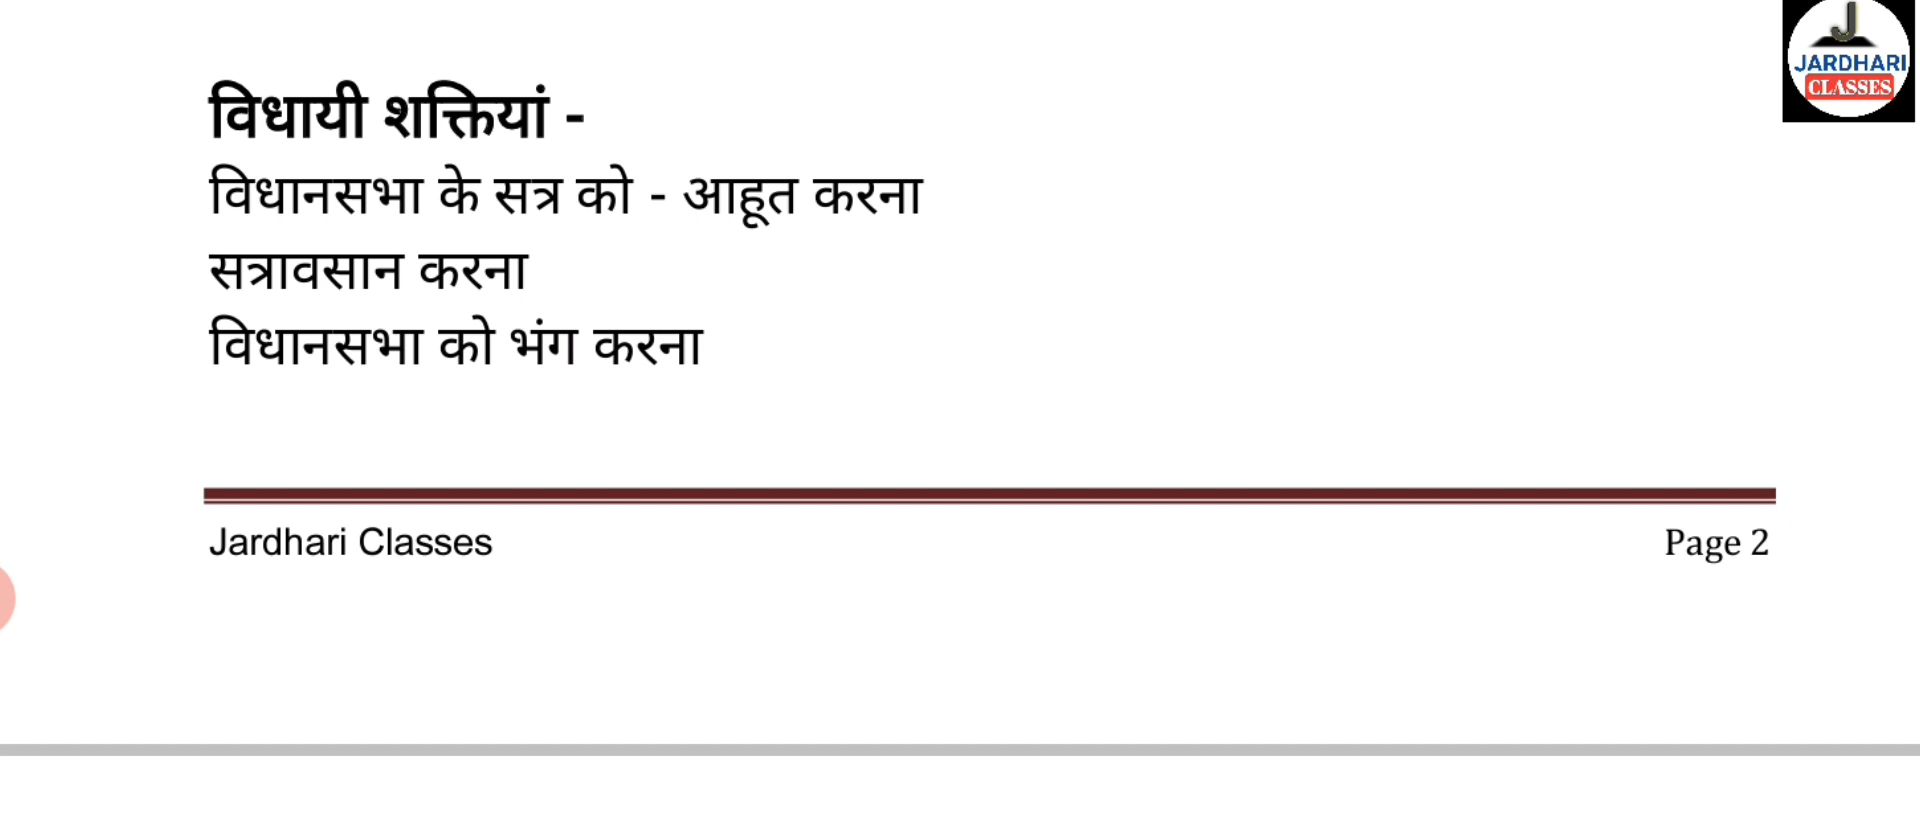 J
JARDHARI
CLASSES
विधायी शक्तियां -
विधानसभा के सत्र को - आहूत करना
सत्रावसान करना
विधानसभा को भंग करना
Jardhari Classes
Page 2